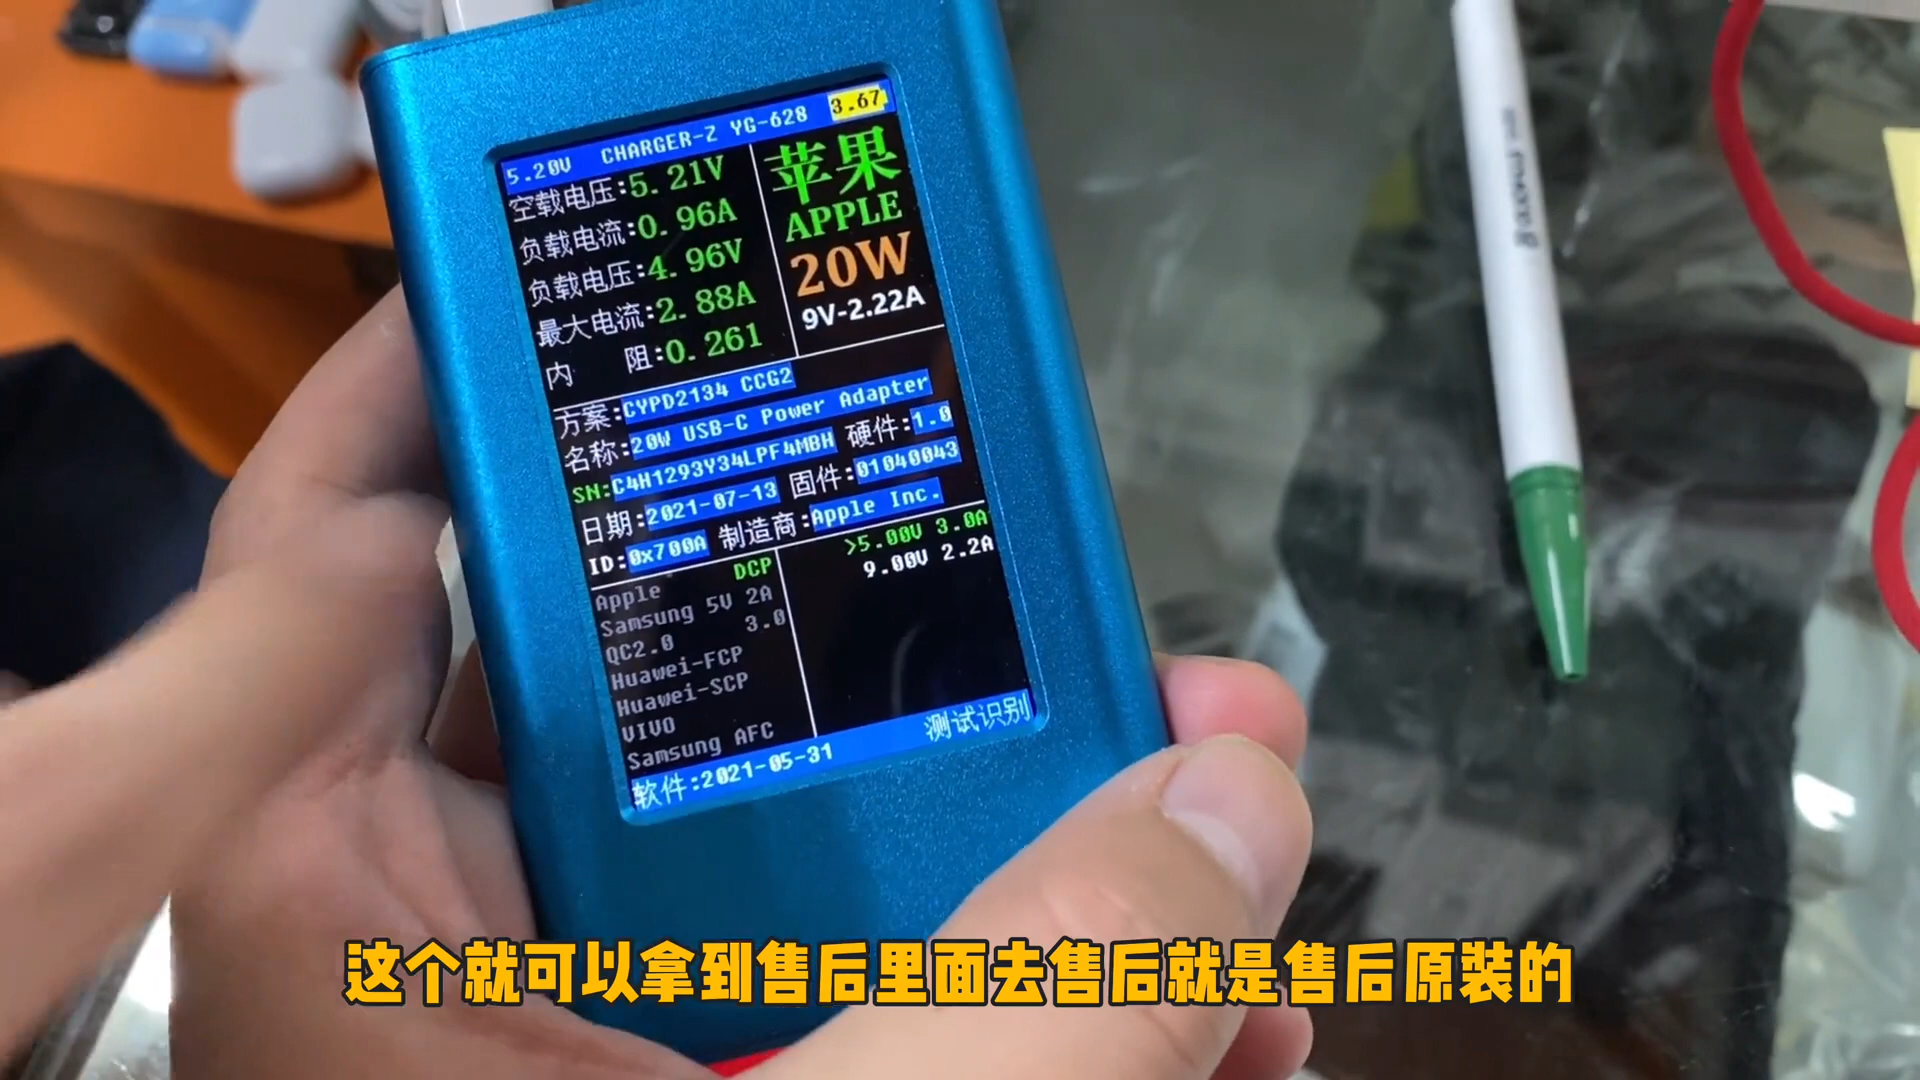 5.20V CHARGER-Z YG-628 3.67
空载电压:5.21V
负载电流:0.96A
负载电压:4.96V
最大电流:2.88A
内 阻:0.261
苹果
APPLE
20W
9V-2.22A
方案:CYPD2134 CCG2
名称:20W USB-C Power Adapter
SN:C4H1293Y34LPF4MBH 硬件:1.0
日期:2021-07-13 固件:01040043
ID:0x700A 制造商:Apple Inc.
Apple DCP
Samsung 5V 2A
QC2.0 3.0
Huawei-FCP
Huawei-SCP
VIVO
Samsung AFC
>5.00V 3.0A
9.00V 2.2A
软件:2021-05-31 测试识别
这个就可以拿到售后里面去售后就是售后原装的